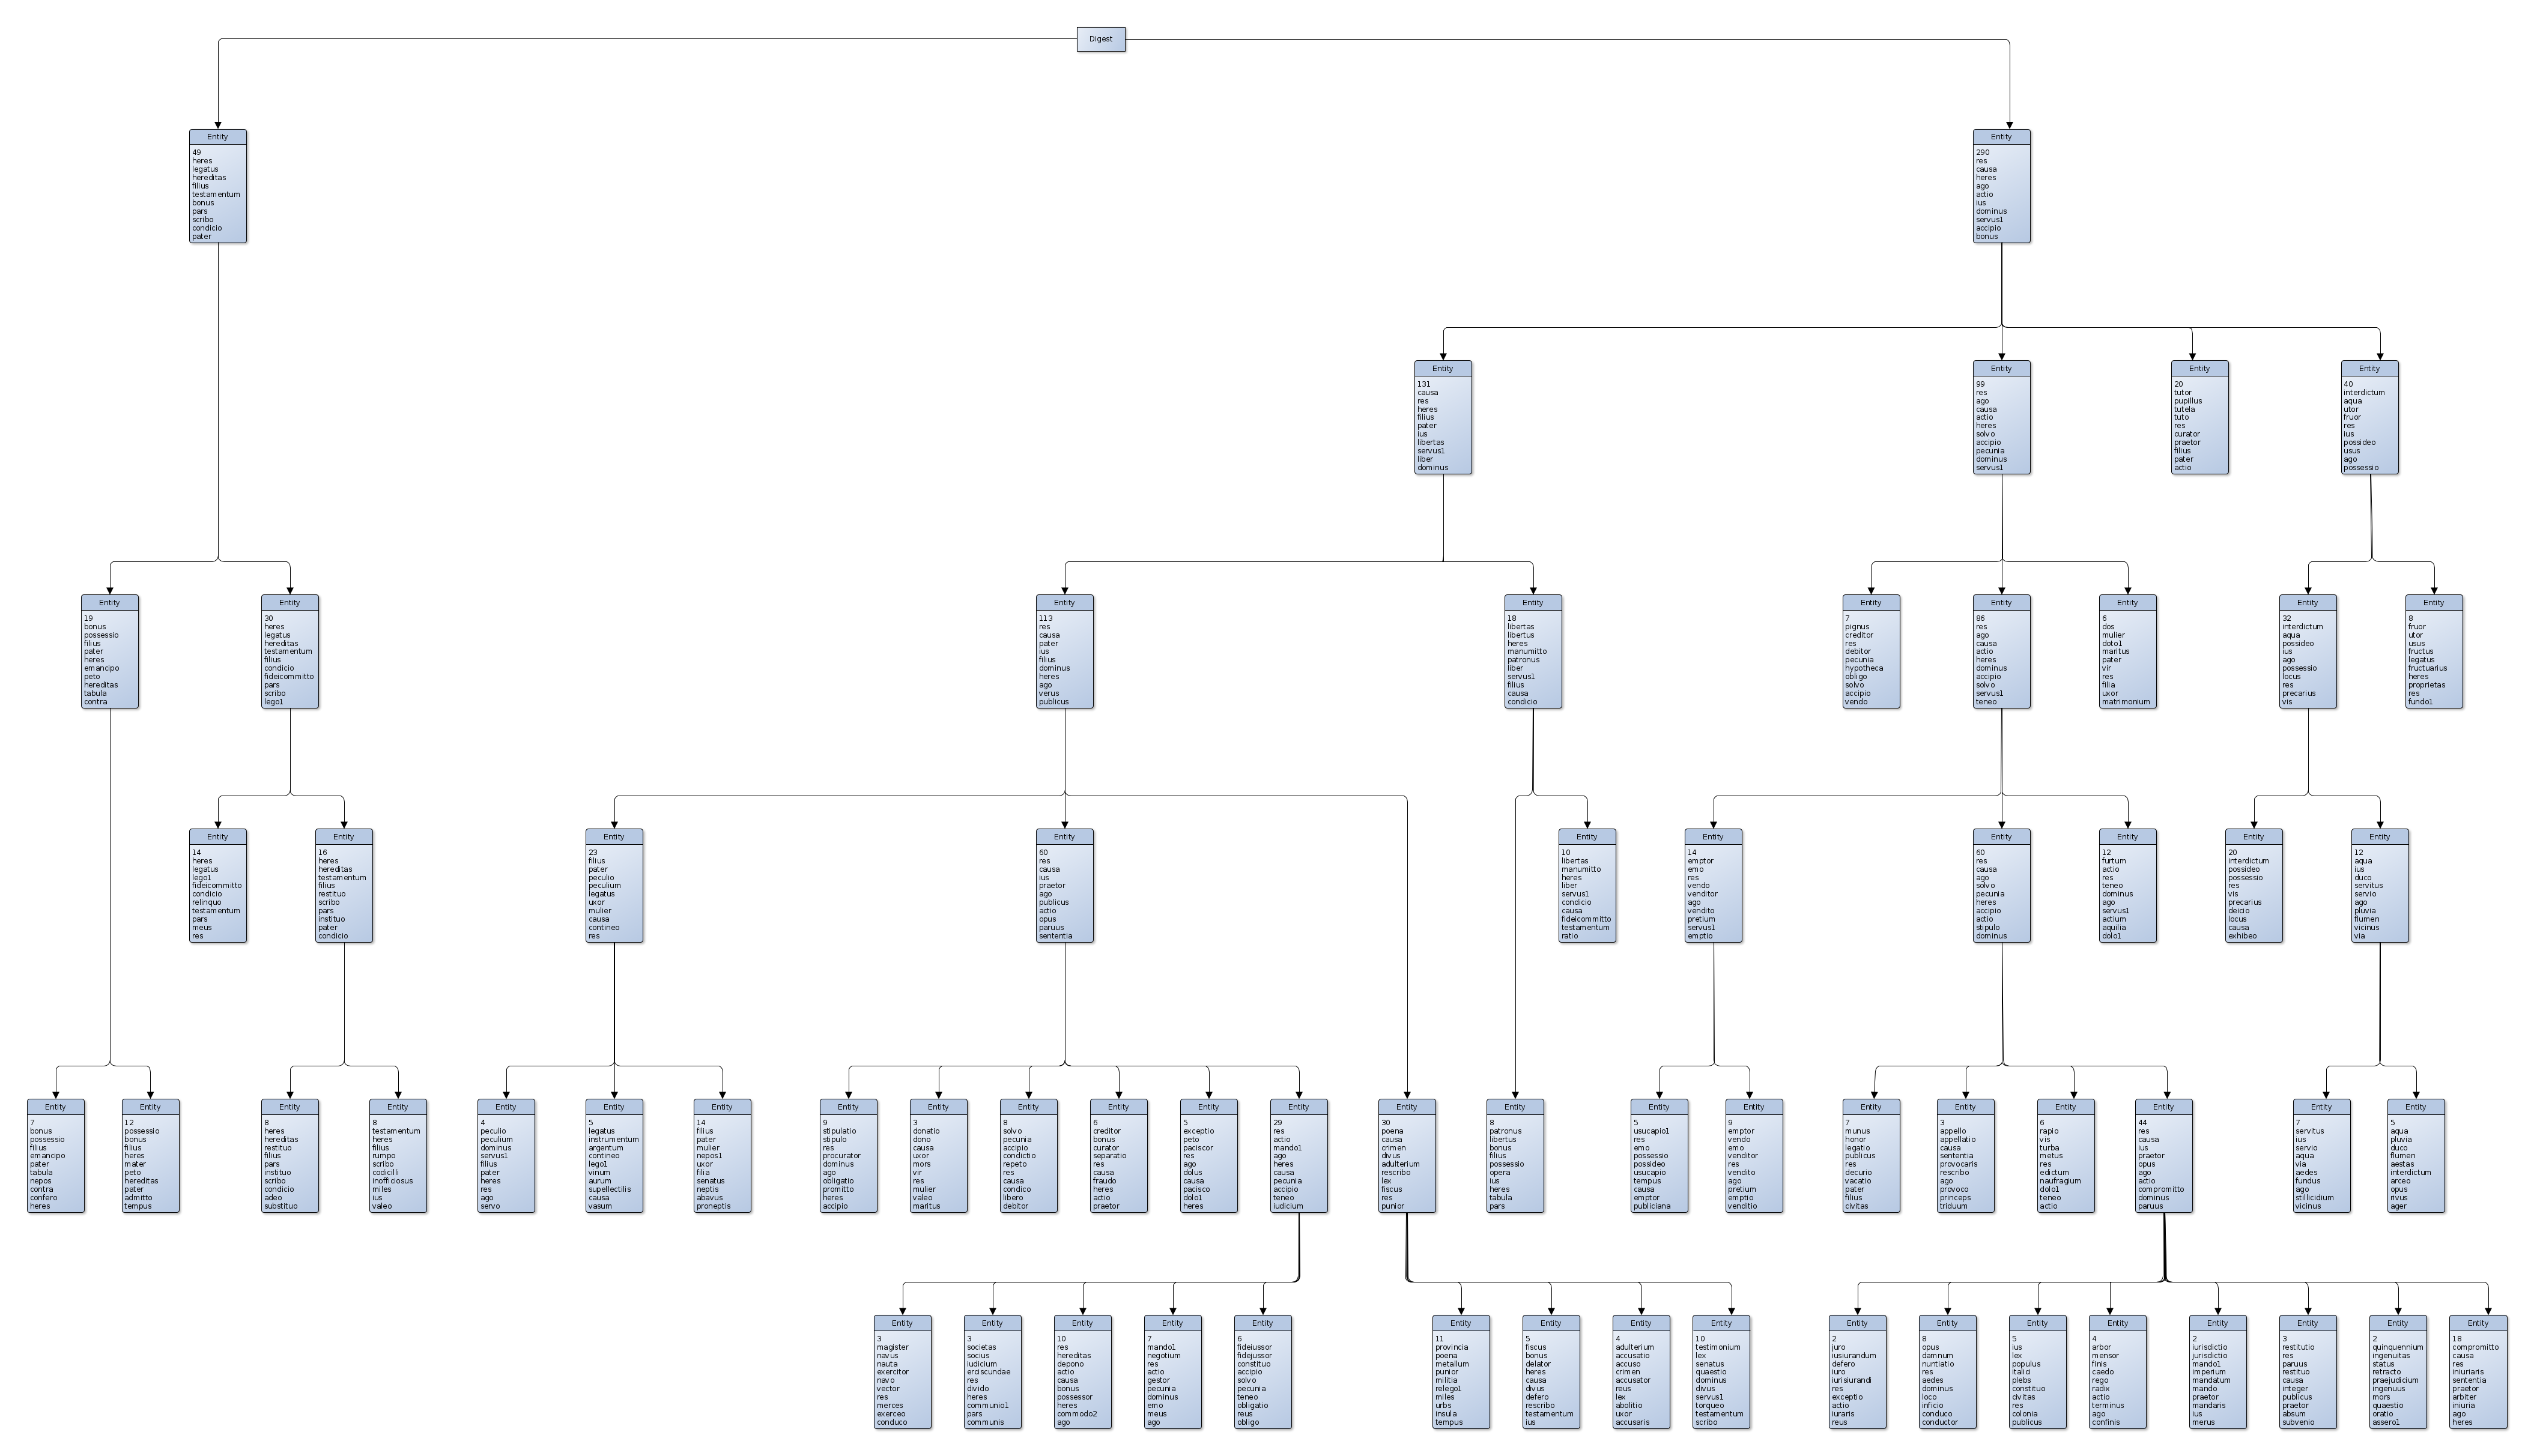 Digest
Entity
49
heres
legatus
hereditas
filius
testamentum
bonus
pars
scribo
condicio
pater
Entity
290
res
causa
heres
ago
actio
ius
dominus
servus1
accipio
bonus
Entity
131
causa
res
heres
filius
pater
ius
libertas
servus1
liber
dominus
Entity
99
res
ago
causa
actio
heres
solvo
accipio
pecunia
dominus
servus1
Entity
20
tutor
pupillus
tutela
tuto
res
curator
praetor
filius
pater
actio
Entity
40
interdictum
aqua
utor
fruor
res
ius
possideo
usus
ago
possessio
Entity
19
bonus
possessio
filius
pater
heres
emancipo
peto
hereditas
tabula
contra
Entity
30
heres
legatus
hereditas
testamentum
filius
condicio
fideicommitto
pars
scribo
lego1
Entity
113
res
causa
pater
ius
filius
dominus
heres
ago
verus
publicus
Entity
18
libertas
libertus
heres
manumitto
patronus
liber
servus1
filius
causa
condicio
Entity
7
pignus
creditor
res
debitor
pecunia
hypotheca
obligo
solvo
accipio
vendo
Entity
86
res
ago
causa
actio
heres
dominus
accipio
solvo
servus1
teneo
Entity
6
dos
mulier
doto1
maritus
pater
vir
res
filia
uxor
matrimonium
Entity
32
interdictum
aqua
possideo
ius
ago
possessio
locus
res
precarius
vis
Entity
8
fruor
utor
usus
fructus
legatus
fructuarius
heres
proprietas
res
fundo1
Entity
14
heres
legatus
lego1
fideicommitto
condicio
relinquo
testamentum
pars
meus
res
Entity
16
heres
hereditas
testamentum
filius
restituo
scribo
pars
instituo
pater
condicio
Entity
23
filius
pater
peculio
peculium
legatus
uxor
mulier
causa
contineo
res
Entity
60
res
causa
ius
praetor
ago
publicus
actio
opus
paruus
sententia
Entity
10
libertas
manumitto
heres
liber
servus1
condicio
causa
fideicommitto
testamentum
ratio
Entity
14
emptor
emo
res
vendo
venditor
ago
vendito
pretium
servus1
emptio
Entity
60
res
causa
ago
solvo
pecunia
heres
accipio
actio
stipulo
dominus
Entity
12
furtum
actio
res
teneo
dominus
ago
servus1
actium
aquilia
dolo1
Entity
20
interdictum
possideo
possessio
res
vis
precarius
deicio
locus
causa
exhibeo
Entity
12
aqua
ius
duco
servitus
servio
ago
pluvia
flumen
vicinus
via
Entity
7
bonus
possessio
filius
emancipo
pater
tabula
nepos
contra
confero
heres
Entity
12
possessio
bonus
filius
heres
mater
peto
hereditas
pater
admitto
tempus
Entity
8
heres
hereditas
restituo
filius
pars
instituo
scribo
condicio
adeo
substituo
Entity
8
testamentum
heres
filius
rumpo
scribo
codicilli
inofficiosus
miles
ius
valeo
Entity
4
peculio
peculium
dominus
servus1
filius
pater
heres
res
ago
servo
Entity
5
legatus
instrumentum
argentum
contineo
lego1
vinum
aurum
supellectilis
causa
vasum
Entity
14
filius
pater
mulier
nepos1
uxor
filia
senatus
neptis
abavus
proneptis
Entity
9
stipulatio
stipulo
res
procurator
dominus
ago
obligatio
promitto
heres
accipio
Entity
3
donatio
dono
causa
uxor
mors
vir
res
mulier
valeo
maritus
Entity
8
solvo
pecunia
accipio
condictio
repeto
res
causa
condico
libero
debitor
Entity
6
creditor
bonus
curator
separatio
res
causa
fraudo
heres
actio
praetor
Entity
5
exceptio
peto
paciscor
res
ago
dolus
causa
pacisco
dolo1
heres
Entity
29
res
actio
mando1
ago
heres
causa
pecunia
accipio
teneo
iudicium
Entity
30
poena
causa
crimen
divus
adulterium
rescribo
lex
fiscus
res
punior
Entity
8
patronus
libertus
bonus
filius
possessio
opera
ius
heres
tabula
pars
Entity
5
usucapio1
res
emo
possessio
possideo
usucapio
tempus
causa
emptor
publiciana
Entity
9
emptor
vendo
emo
venditor
res
vendito
ago
pretium
emptio
venditio
Entity
7
munus
honor
legatio
publicus
res
decurio
vacatio
pater
filius
civitas
Entity
3
appello
appellatio
causa
sententia
provocaris
rescribo
ago
provoco
princeps
triduum
Entity
6
rapio
vis
turba
metus
res
edictum
naufragium
dolo1
teneo
actio
Entity
44
res
causa
ius
praetor
opus
ago
actio
compromitto
dominus
paruus
Entity
7
servitus
ius
servio
aqua
via
aedes
fundus
ago
stillicidium
vicinus
Entity
5
aqua
pluvia
duco
flumen
aestas
interdictum
arceo
opus
rivus
ager
Entity
3
magister
navus
nauta
exercitor
navo
vector
res
merces
exerceo
conduco
Entity
3
societas
socius
iudicium
erciscundae
res
divido
heres
communio1
pars
communis
Entity
10
res
hereditas
depono
actio
causa
bonus
possessor
heres
commodo2
ago
Entity
7
mando1
negotium
res
actio
gestor
pecunia
dominus
emo
meus
ago
Entity
6
fideiussor
fidejussor
constituo
accipio
solvo
pecunia
teneo
obligatio
reus
obligo
Entity
11
provincia
poena
metallum
punior
militia
relego1
miles
urbs
insula
tempus
Entity
5
fiscus
bonus
delator
heres
causa
divus
defero
rescribo
testamentum
ius
Entity
4
adulterium
accusatio
accuso
crimen
accusator
reus
lex
abolitio
uxor
accusaris
Entity
10
testimonium
lex
senatus
quaestio
dominus
divus
servus1
torqueo
testamentum
scribo
Entity
2
juro
iusiurandum
defero
iuro
iurisiurandi
res
exceptio
actio
iuraris
reus
Entity
8
opus
damnum
nuntiatio
res
aedes
dominus
loco
inficio
conduco
conductor
Entity
5
ius
lex
populus
italici
plebs
constituo
civitas
res
colonia
publicus
Entity
4
arbor
mensor
finis
caedo
rego
radix
actio
terminus
ago
confinis
Entity
2
iurisdictio
jurisdictio
mando1
imperium
mandatum
mando
praetor
mandaris
ius
merus
Entity
3
restitutio
res
paruus
restituo
causa
integer
publicus
praetor
absum
subvenio
Entity
2
quinquennium
ingenuitas
status
retracto
praejudicium
ingenuus
mors
quaestio
oratio
assero1
Entity
18
compromitto
causa
res
iniuriaris
sententia
praetor
arbiter
iniuria
ago
heres